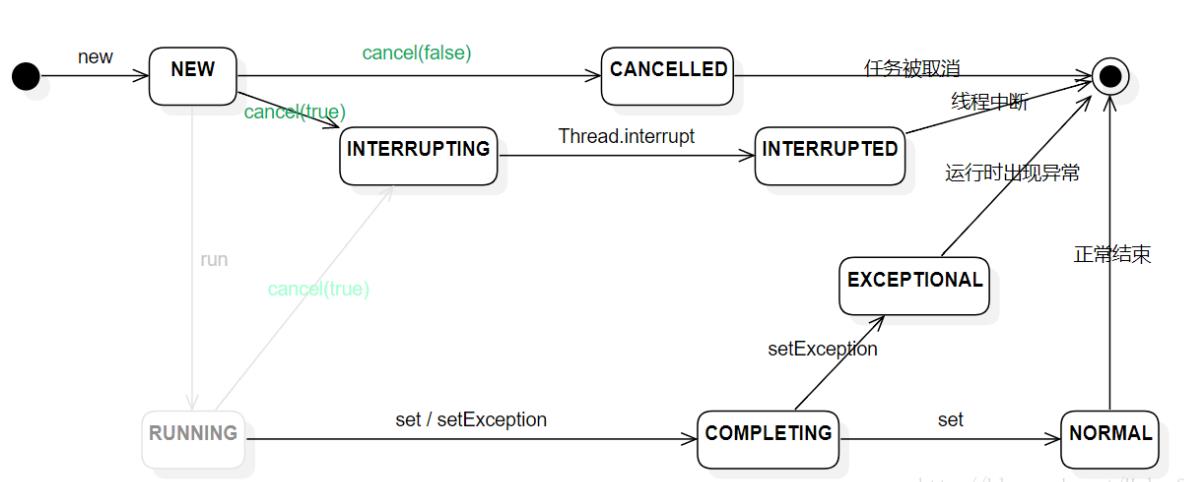 new
NEW
cancel(false)
CANCELLED
任务被取消
cancel(true)
线程中断
INTERRUPTING
Thread.interrupt
INTERRUPTED
运行时出现异常
run
cancel(true)
正常结束
EXCEPTIONAL
setException
RUNNING
set / setException
COMPLETING
set
NORMAL